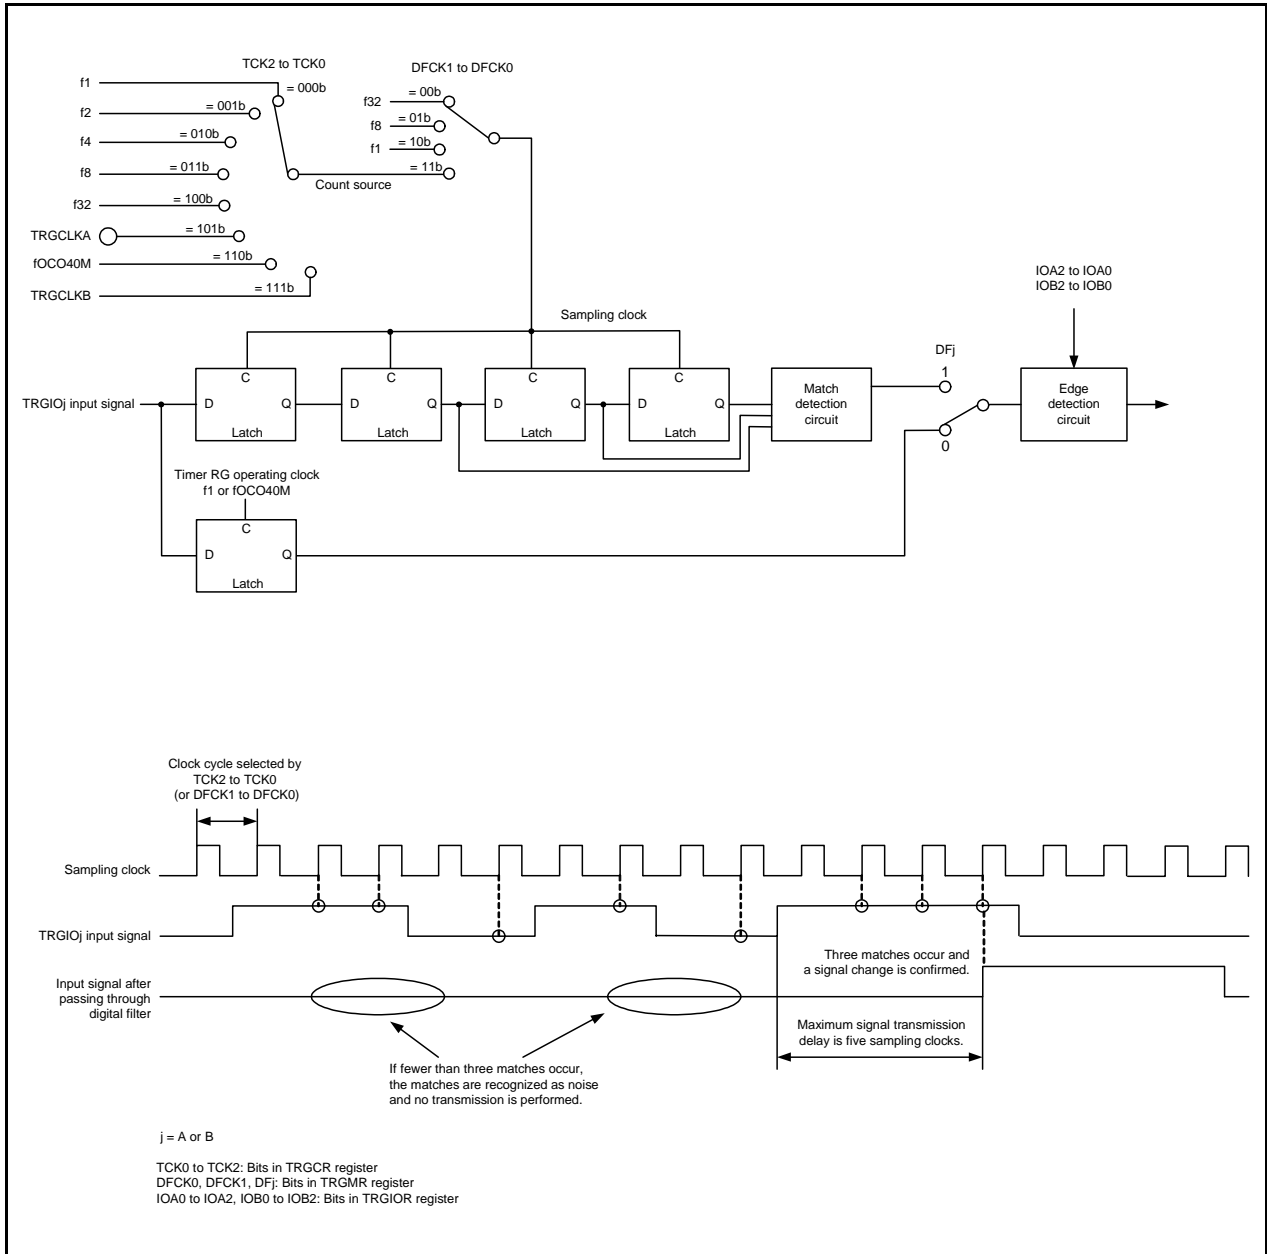 TCK2 to TCK0
DFCK1 to DFCK0
f1
= 000b
f2
= 001b
f4
= 010b
f8
= 011b
f32
= 100b
TRGCLKA
= 101b
fOCO40M
= 110b
TRGCLKB
= 111b
f32
= 00b
f8
= 01b
f1
= 10b
= 11b
Count source
Sampling clock
IOA2 to IOA0
IOB2 to IOB0
TRGIOj input signal
C
D
Q
Latch
C
D
Q
Latch
C
D
Q
Latch
C
D
Q
Latch
Match
detection
circuit
DFj
1
0
Edge
detection
circuit
Timer RG operating clock
f1 or fOCO40M
C
D
Q
Latch
Clock cycle selected by
TCK2 to TCK0
(or DFCK1 to DFCK0)
Sampling clock
TRGIOj input signal
Three matches occur and
a signal change is confirmed.
Input signal after
passing through
digital filter
Maximum signal transmission
delay is five sampling clocks.
If fewer than three matches occur,
the matches are recognized as noise
and no transmission is performed.
j = A or B
TCK0 to TCK2: Bits in TRGCR register
DFCK0, DFCK1, DFj: Bits in TRGMR register
IOA0 to IOA2, IOB0 to IOB2: Bits in TRGIOR register